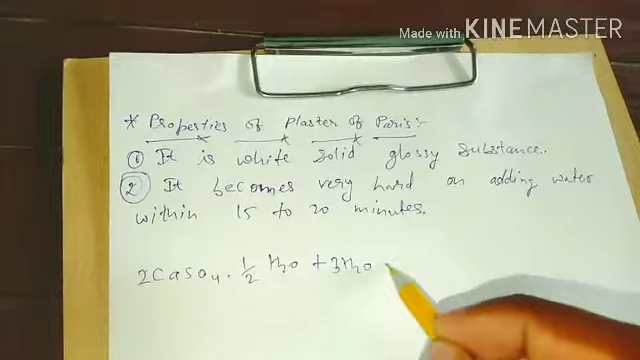 Made with KINEMASTER
* Properties of Plaster of Paris:-
① It is white solid glossy substance.
② It becomes very hard on adding water
within 15 to 20 minutes.
2CaSO₄. ½ H₂O + 3H₂O